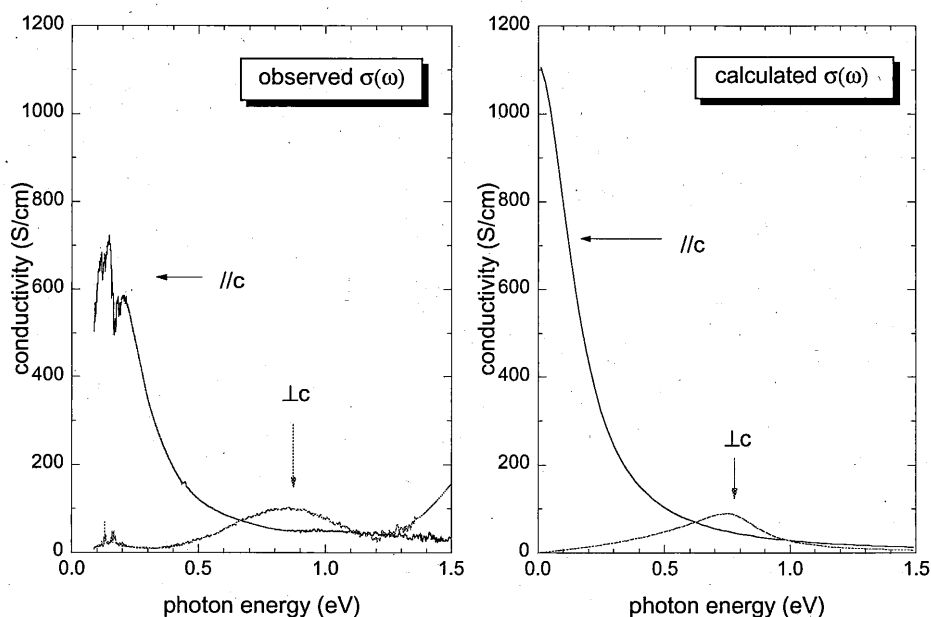 observed σ(ω)
conductivity (S/cm)
1200
1000
800
600
400
200
0
//c
⊥c
0.0
0.5
1.0
1.5
photon energy (eV)
calculated σ(ω)
conductivity (S/cm)
1200
1000
800
600
400
200
0
//c
⊥c
0.0
0.5
1.0
1.5
photon energy (eV)